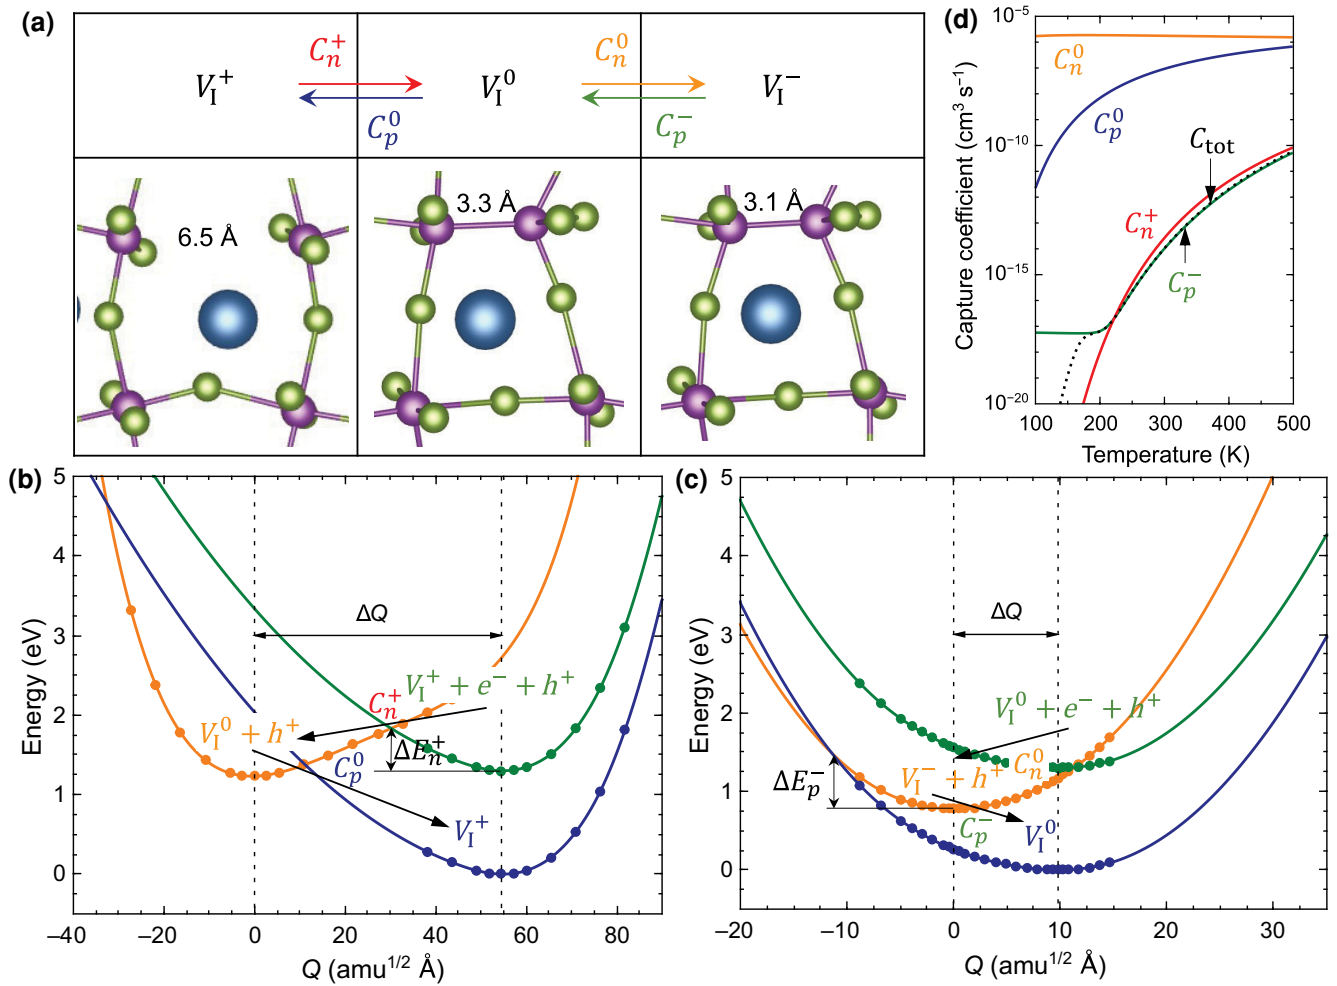 (a)
V_I^+
C_n^+
C_p^0
V_I^0
C_n^0
C_p^-
V_I^-
6.5 Å
3.3 Å
3.1 Å
(d)
10^−5
10^−10
10^−15
10^−20
Capture coefficient (cm^3 s^−1)
C_n^0
C_p^0
C_tot
C_n^+
C_p^-
100 200 300 400 500
Temperature (K)
(b)
5
4
3
2
1
0
Energy (eV)
ΔQ
V_I^+ + e^- + h^+
C_n^+
V_I^0 + h^+
C_p^0
ΔE_n^+
V_I^+
−40 −20 0 20 40 60 80
Q (amu^1/2 Å)
(c)
5
4
3
2
1
0
Energy (eV)
ΔQ
V_I^0 + e^- + h^+
C_n^0
V_I^- + h^+
ΔE_p^-
C_p^-
V_I^0
−20 −10 0 10 20 30
Q (amu^1/2 Å)